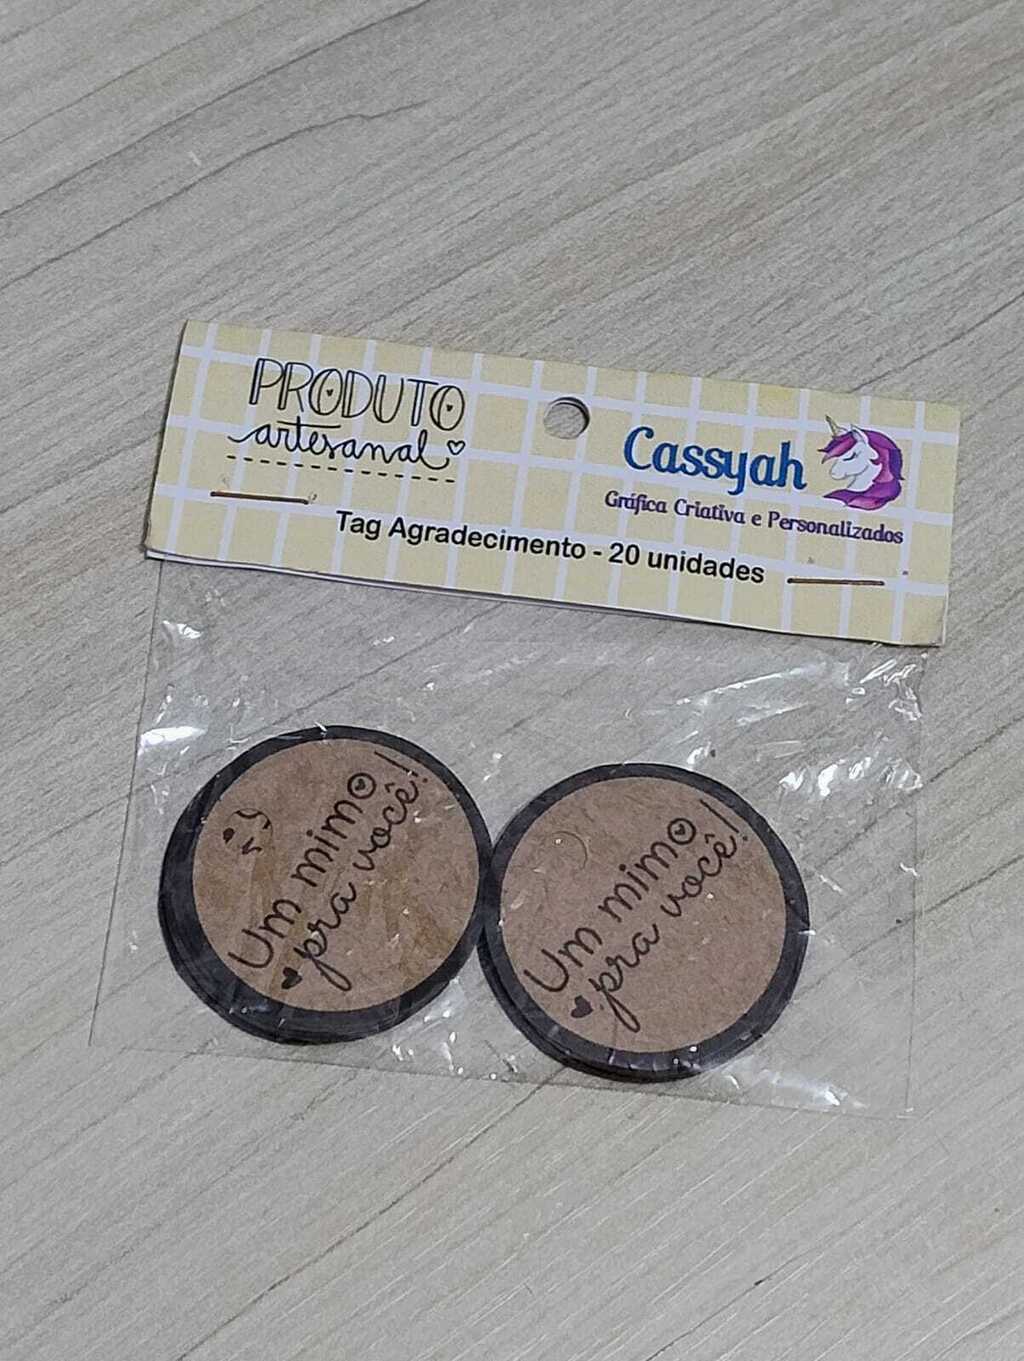 PRODUTO
artesanal
Cassyah
Gráfica Criativa e Personalizados
Tag Agradecimento - 20 unidades
Um mimo
pra você!
Um mimo
pra você!